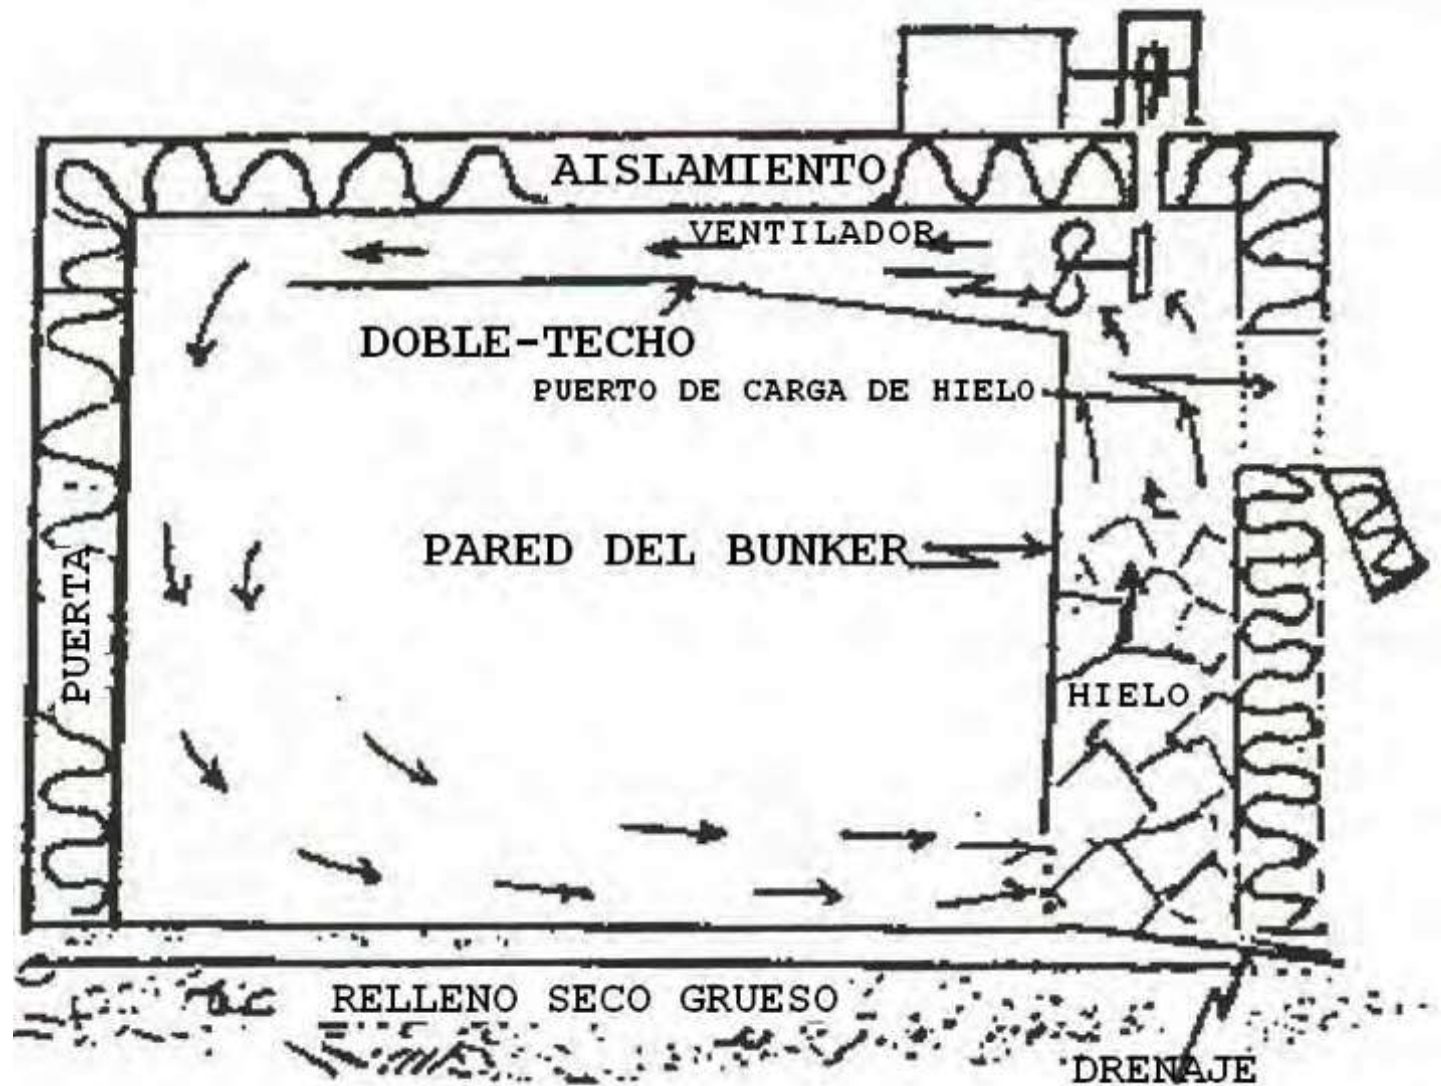 AISLAMIENTO
VENTILADOR
DOBLE-TECHO
PUERTO DE CARGA DE HIELO
PARED DEL BUNKER
PUERTA
HIELO
RELLENO SECO GRUESO
DRENAJE